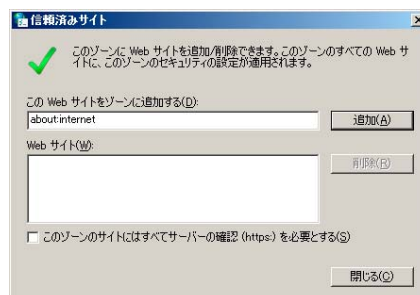 信頼済みサイト
このゾーンに Web サイトを追加/削除できます。このゾーンのすべての Web サ
イトに、このゾーンのセキュリティの設定が適用されます。
この Web サイトをゾーンに追加する(D):
about:internet
追加(A)
Web サイト(W):
削除(R)
このゾーンのサイトにはすべてサーバーの確認 (https:) を必要とする(S)
閉じる(C)